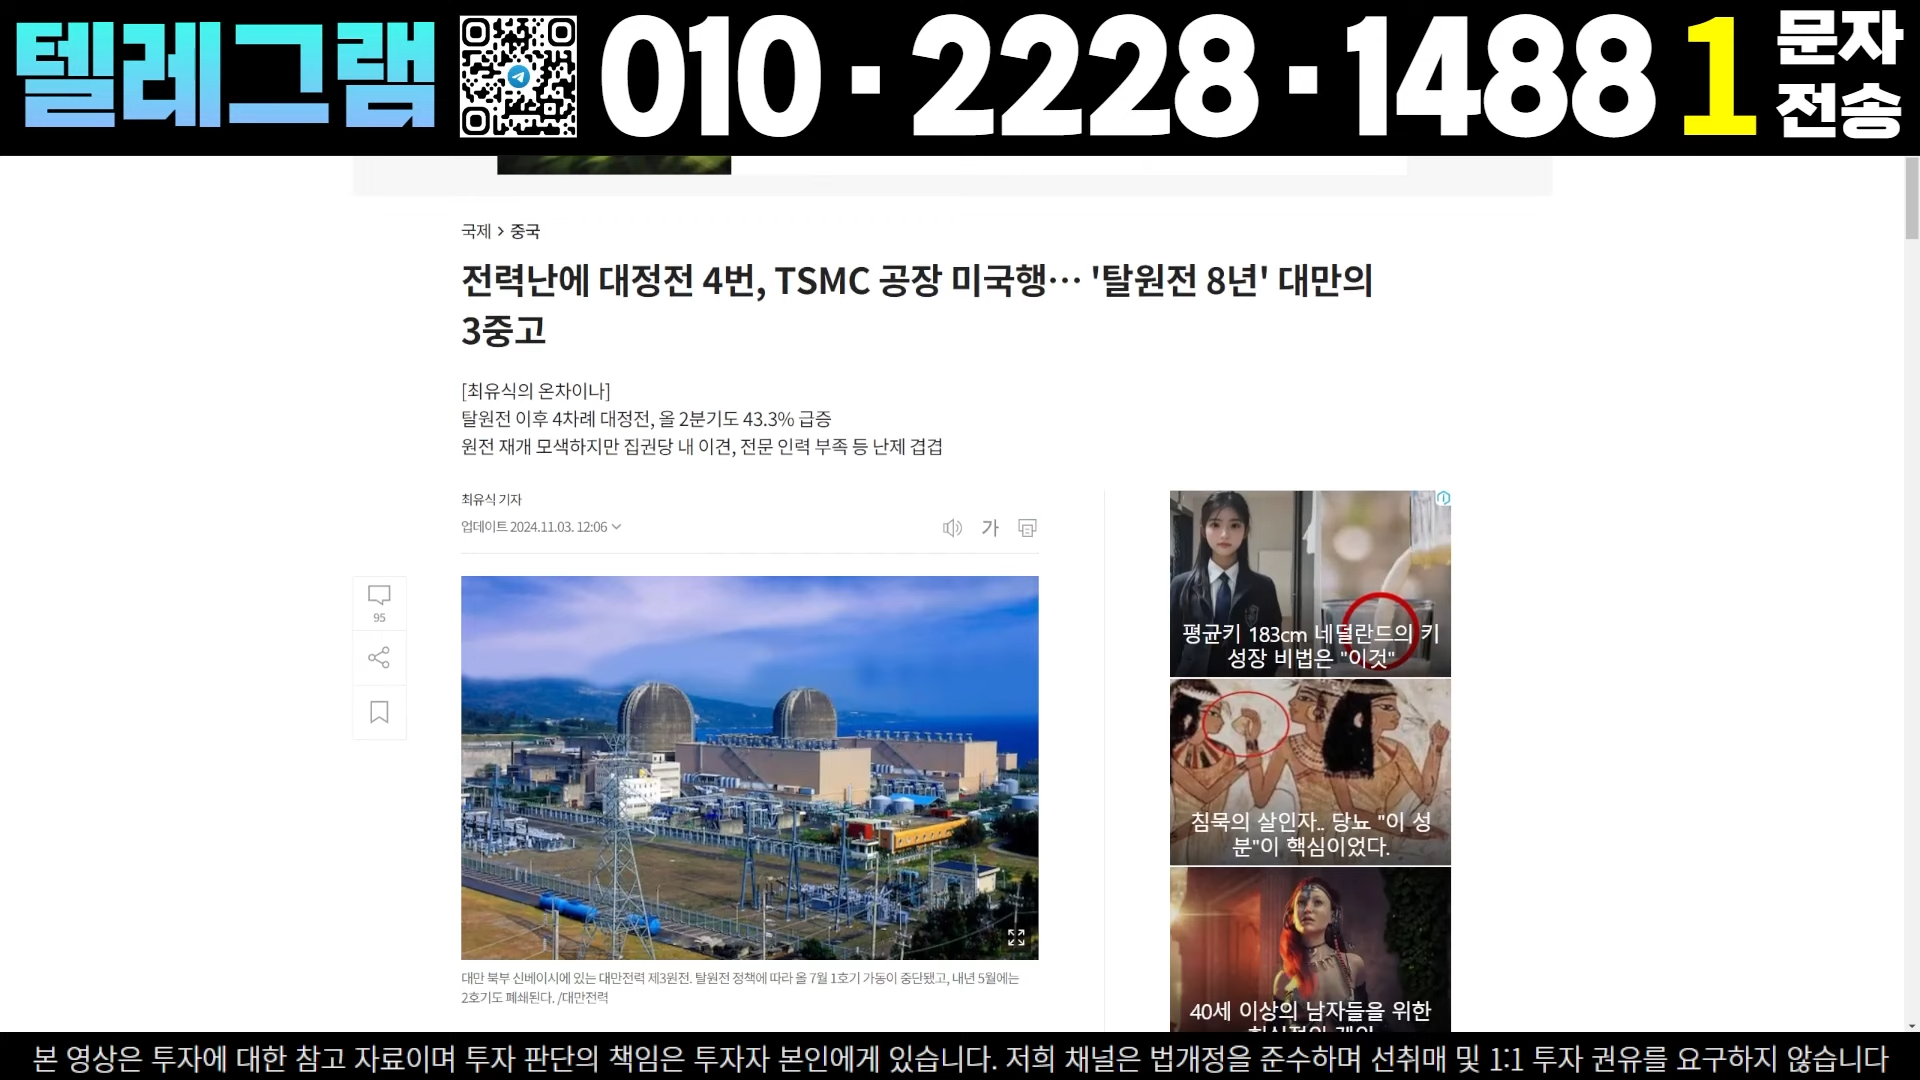 텔레그램
010·2228·1488 1
문자
전송
국제 > 중국
전력난에 대정전 4번, TSMC 공장 미국행… '탈원전 8년' 대만의
3중고
[최유식의 온차이나]
탈원전 이후 4차례 대정전, 올 2분기도 43.3% 급증
원전 재개 모색하지만 집권당 내 이견, 전문 인력 부족 등 난제 겹겹
최유식 기자
업데이트 2024.11.03. 12:06
가
95
대만 북부 신베이시에 있는 대만전력 제3원전. 탈원전 정책에 따라 올 7월 1호기 가동이 중단됐고, 내년 5월에는
2호기도 폐쇄된다. /대만전력
평균키 183cm 네덜란드의 키
성장 비법은 "이것"
침묵의 살인자.. 당뇨 "이 성
분"이 핵심이었다.
40세 이상의 남자들을 위한
본 영상은 투자에 대한 참고 자료이며 투자 판단의 책임은 투자자 본인에게 있습니다. 저희 채널은 법개정을 준수하며 선취매 및 1:1 투자 권유를 요구하지 않습니다